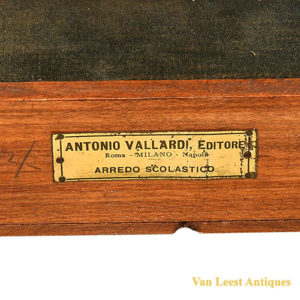 ANTONIO VALLARDI, EDITORE
Roma - MILANO - Napoli
ARREDO SCOLASTICO
Van Leest Antiques